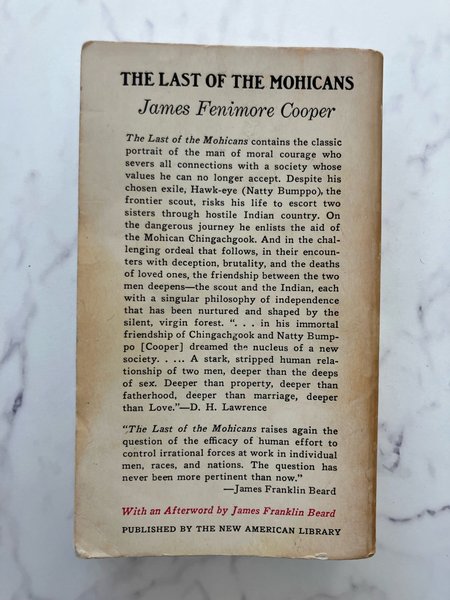 THE LAST OF THE MOHICANS
James Fenimore Cooper
The Last of the Mohicans contains the classic
portrait of the man of moral courage who
severs all connections with a society whose
values he can no longer accept. Despite his
chosen exile, Hawk-eye (Natty Bumppo), the
frontier scout, risks his life to escort two
sisters through hostile Indian country. On
the dangerous journey he enlists the aid of
the Mohican Chingachgook. And in the chal-
lenging ordeal that follows, in their encoun-
ters with deception, brutality, and the deaths
of loved ones, the friendship between the two
men deepens—the scout and the Indian, each
with a singular philosophy of independence
that has been nurtured and shaped by the
silent, virgin forest. ". . . in his immortal
friendship of Chingachgook and Natty Bump-
po [Cooper] dreamed the nucleus of a new
society. . . . . A stark, stripped human rela-
tionship of two men, deeper than the deeps
of sex. Deeper than property, deeper than
fatherhood, deeper than marriage, deeper
than Love."—D. H. Lawrence
"The Last of the Mohicans raises again the
question of the efficacy of human effort to
control irrational forces at work in individual
men, races, and nations. The question has
never been more pertinent than now."
—James Franklin Beard
With an Afterword by James Franklin Beard
PUBLISHED BY THE NEW AMERICAN LIBRARY